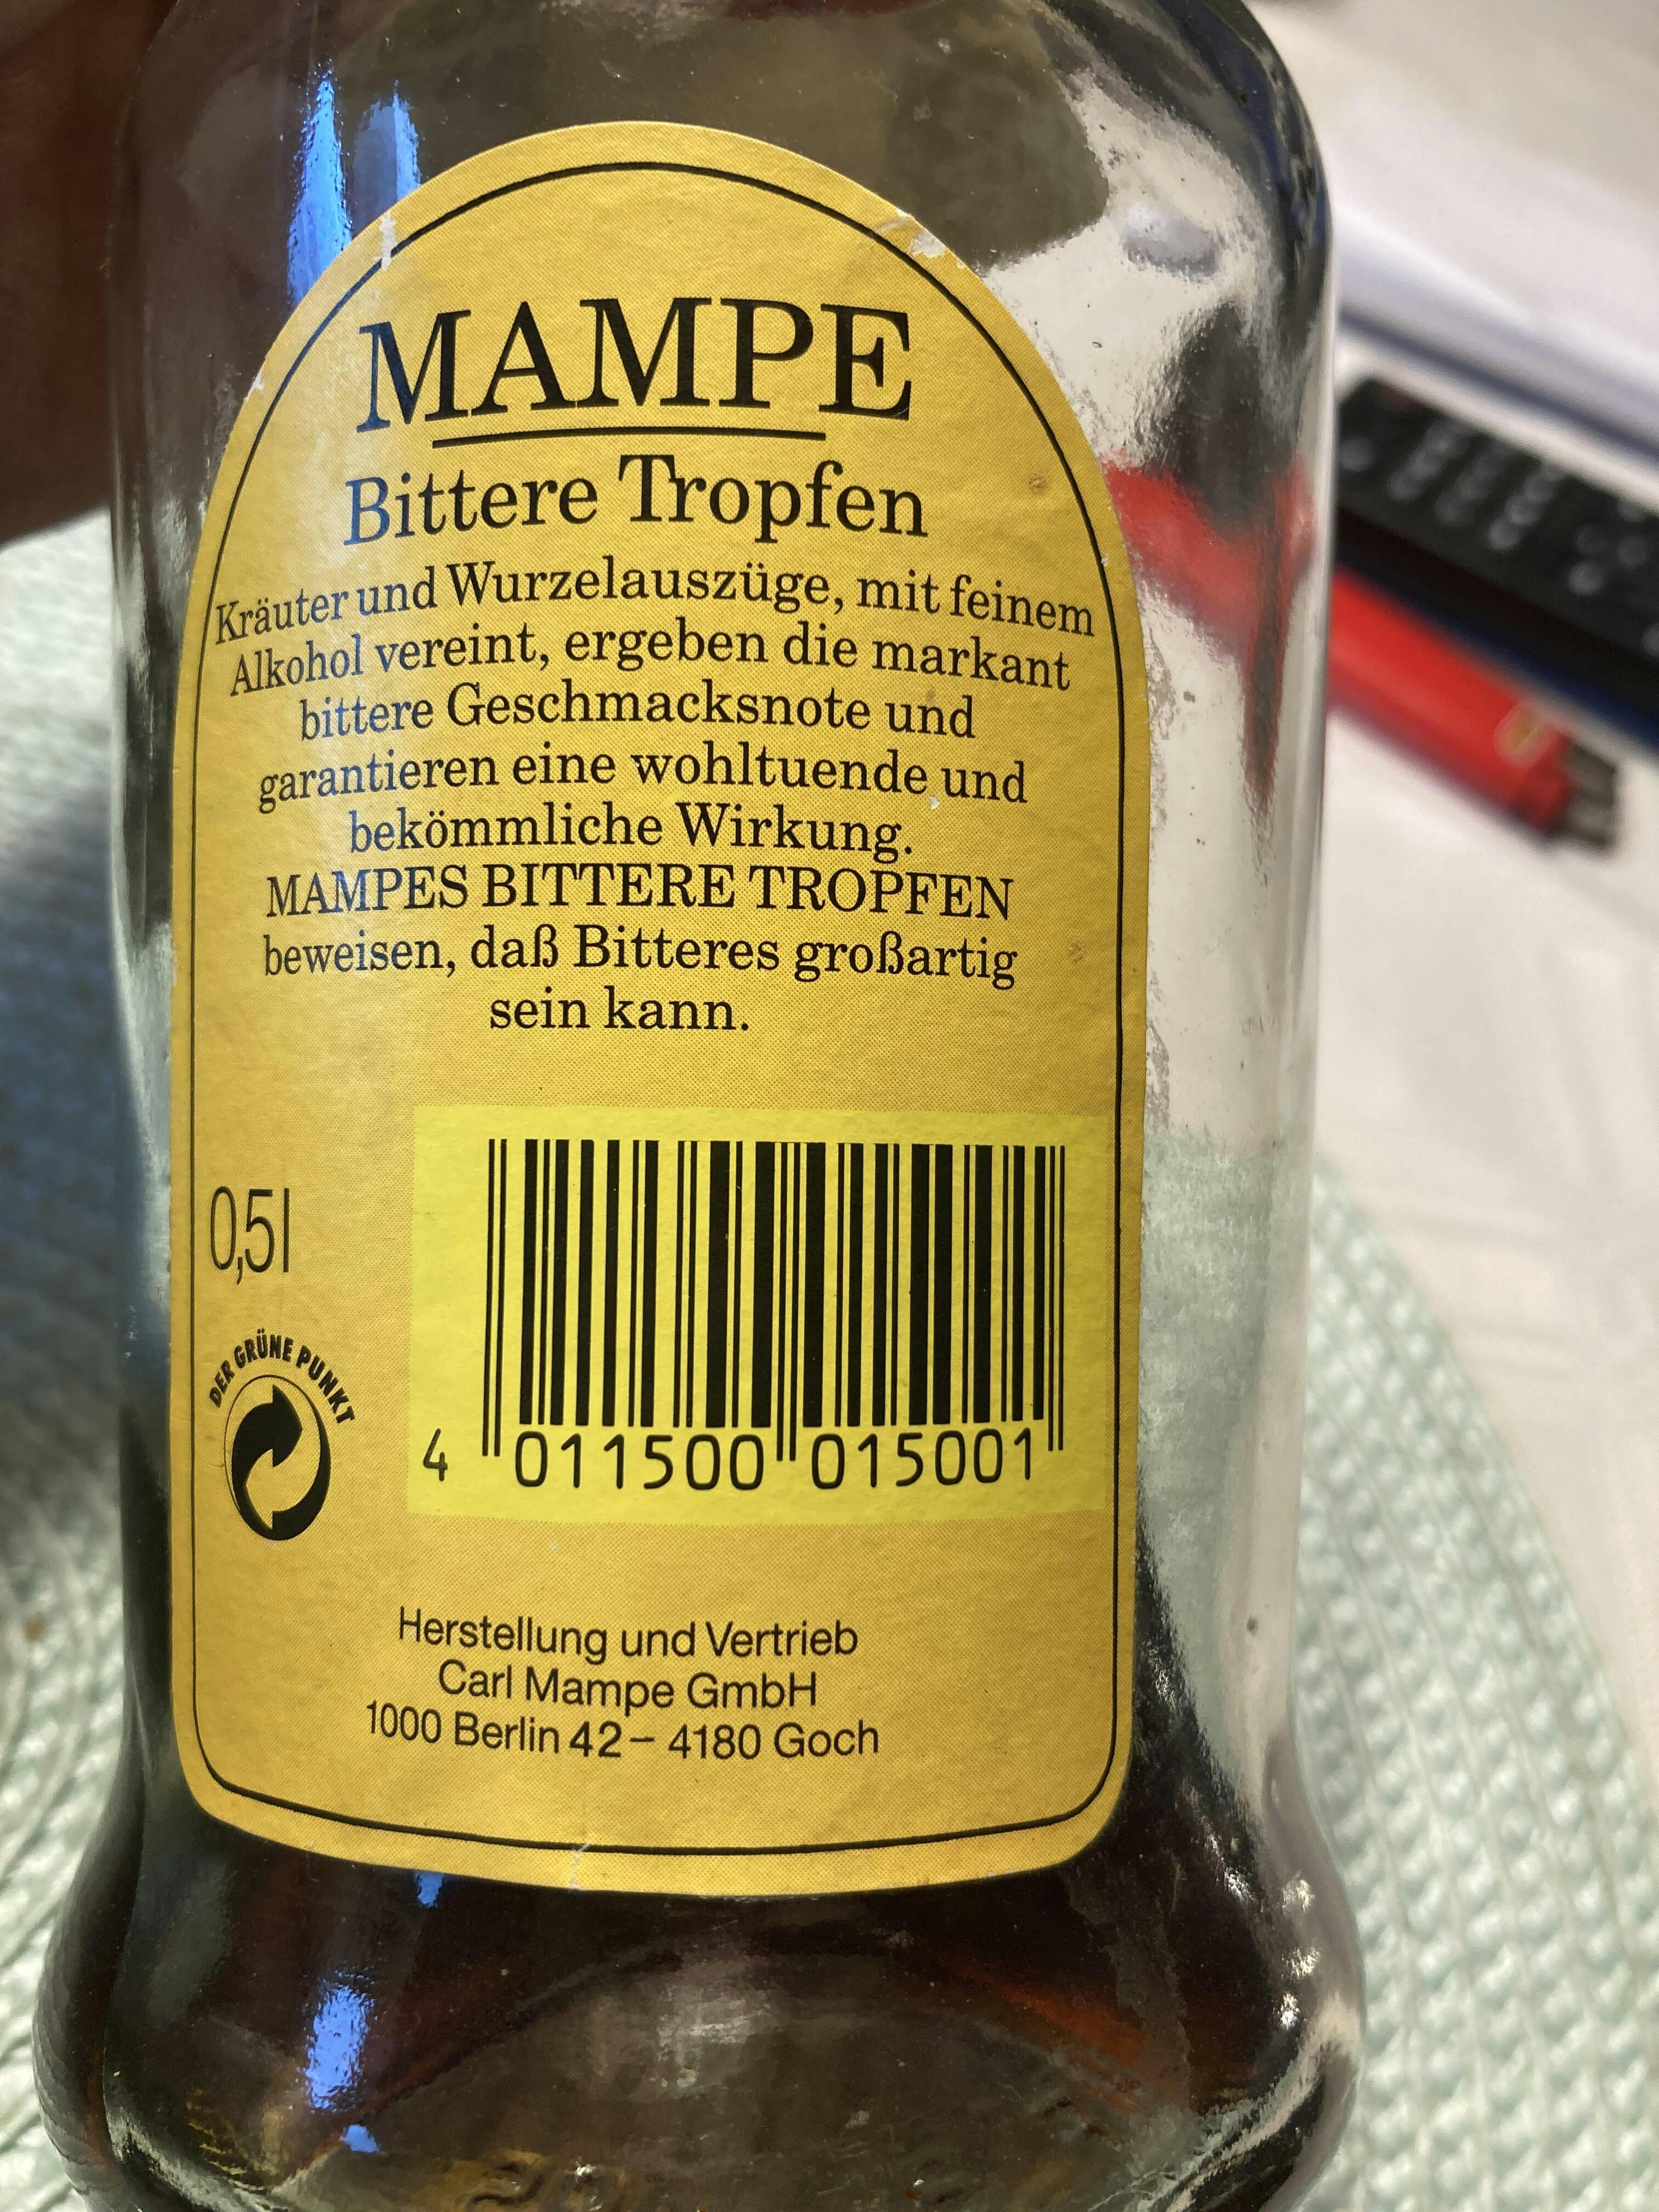 MAMPE
Bittere Tropfen
Kräuter und Wurzelauszüge, mit feinem
Alkohol vereint, ergeben die markant
bittere Geschmacksnote und
garantieren eine wohltuende und
bekömmliche Wirkung.
MAMPES BITTERE TROPFEN
beweisen, daß Bitteres großartig
sein kann.
0,5l
DER GRÜNE PUNKT
4 011500 015001
Herstellung und Vertrieb
Carl Mampe GmbH
1000 Berlin 42 – 4180 Goch